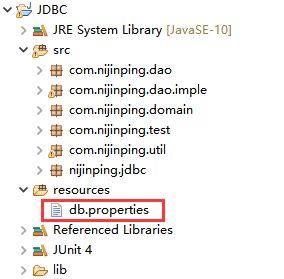 JDBC
JRE System Library [JavaSE-10]
src
com.nijinping.dao
com.nijinping.dao.imple
com.nijinping.domain
com.nijinping.test
com.nijinping.util
nijinping.jdbc
resources
db.properties
Referenced Libraries
JUnit 4
lib